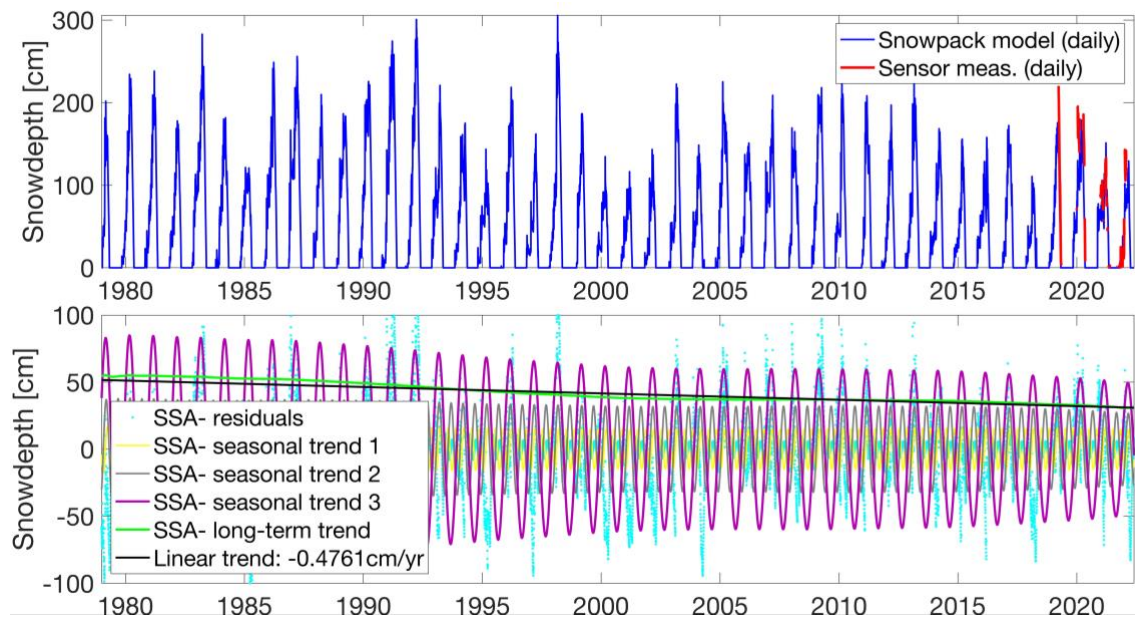 300
200
100
0
Snowdepth [cm]
Snowpack model (daily)
Sensor meas. (daily)
1980 1985 1990 1995 2000 2005 2010 2015 2020
100
50
0
-50
-100
Snowdepth [cm]
SSA- residuals
SSA- seasonal trend 1
SSA- seasonal trend 2
SSA- seasonal trend 3
SSA- long-term trend
Linear trend: -0.4761cm/yr
1980 1985 1990 1995 2000 2005 2010 2015 2020